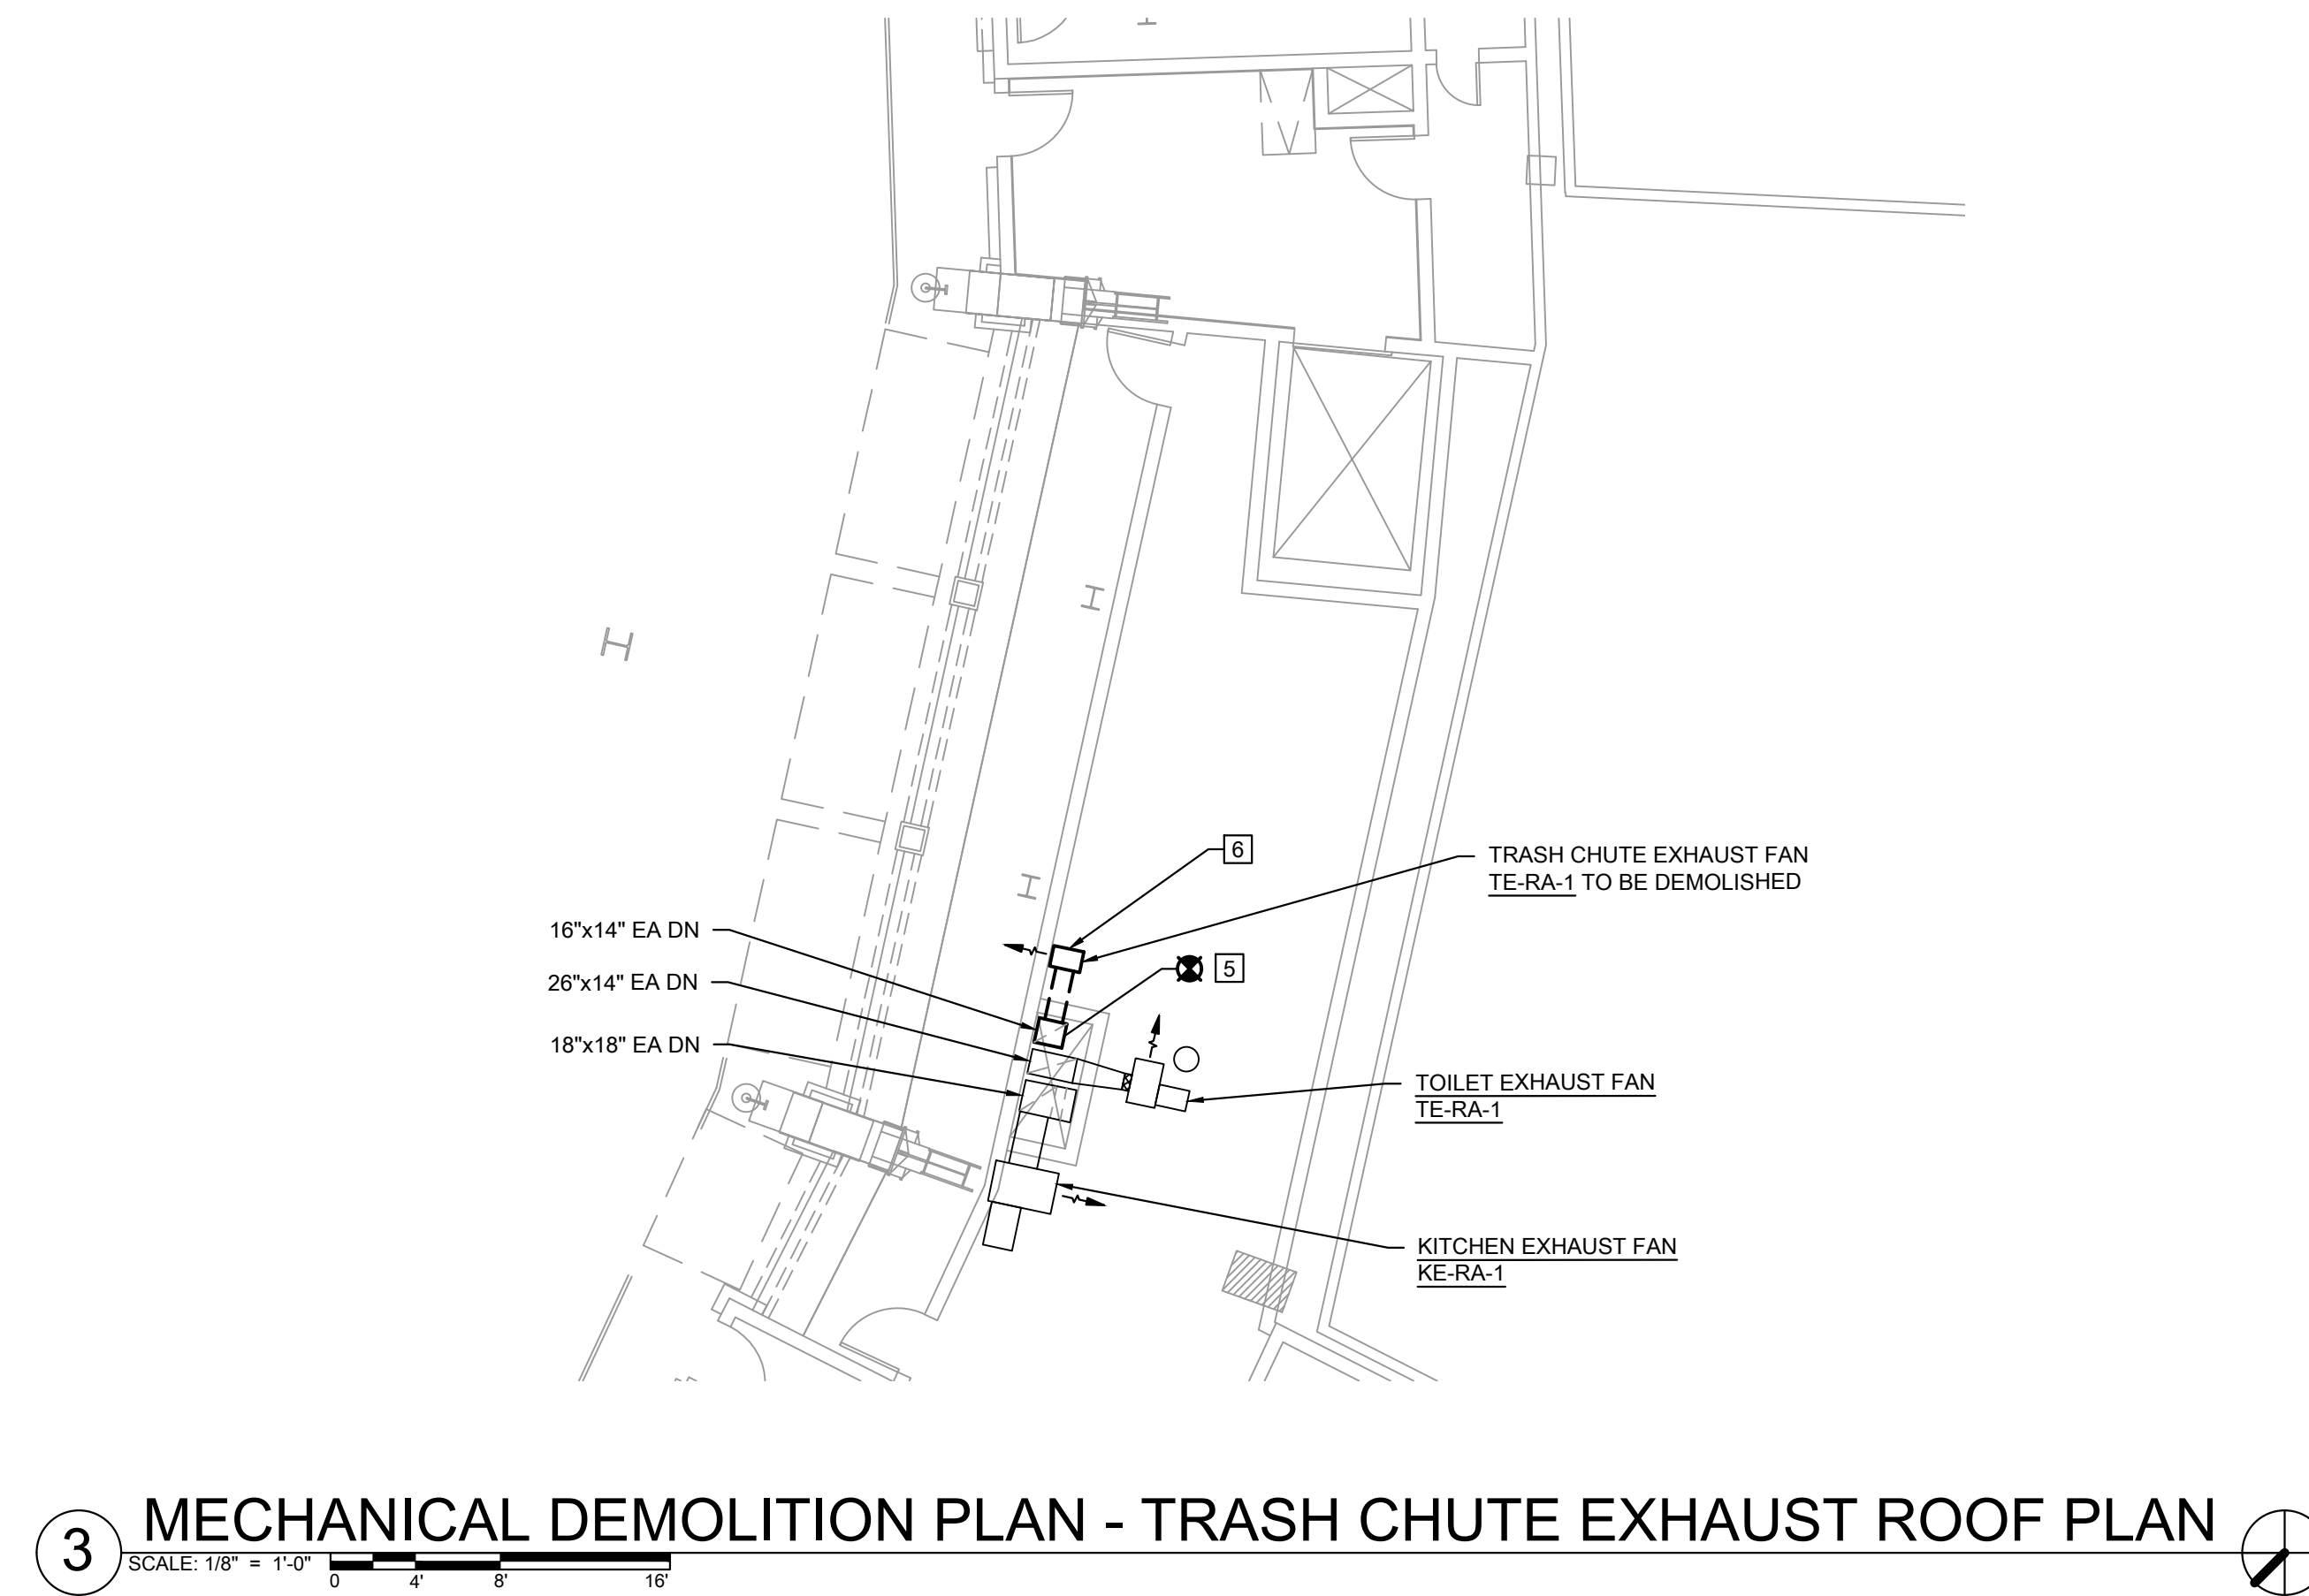 6
TRASH CHUTE EXHAUST FAN
TE-RA-1 TO BE DEMOLISHED
16"x14" EA DN
5
26"x14" EA DN
18"x18" EA DN
TOILET EXHAUST FAN
TE-RA-1
KITCHEN EXHAUST FAN
KE-RA-1
3
MECHANICAL DEMOLITION PLAN - TRASH CHUTE EXHAUST ROOF PLAN
SCALE: 1/8" = 1'-0"
0 4' 8' 16'